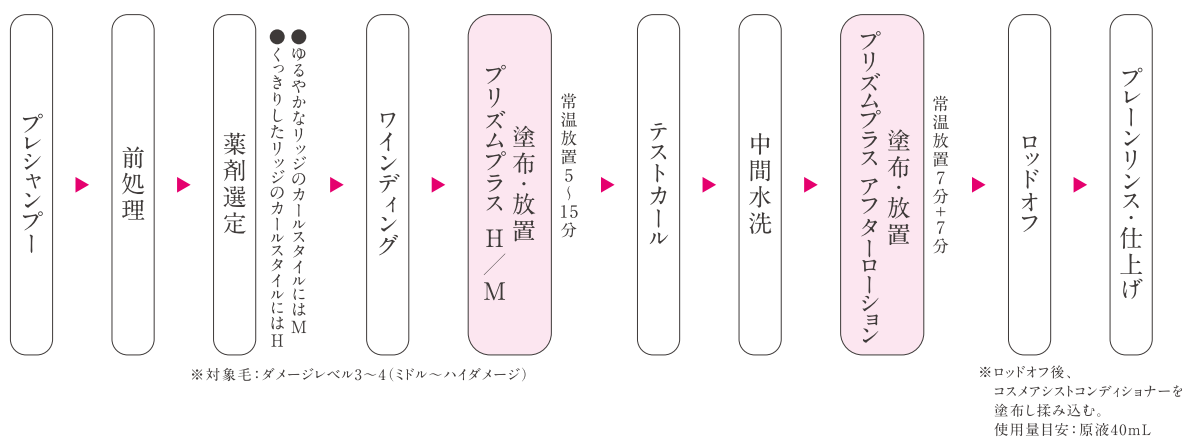 プレシャンプー
前処理
薬剤選定
●ゆるやかなリッジのカールスタイルにはM
●くっきりしたリッジのカールスタイルにはH
ワインディング
塗布・放置
プリズムプラス H／M
常温放置5～15分
テストカール
中間水洗
塗布・放置
プリズムプラス アフターローション
常温放置7分+7分
ロッドオフ
プレーンリンス・仕上げ
※対象毛：ダメージレベル3～4（ミドル～ハイダメージ）
※ロッドオフ後、
コスメアシストコンディショナーを
塗布し揉み込む。
使用量目安：原液40mL